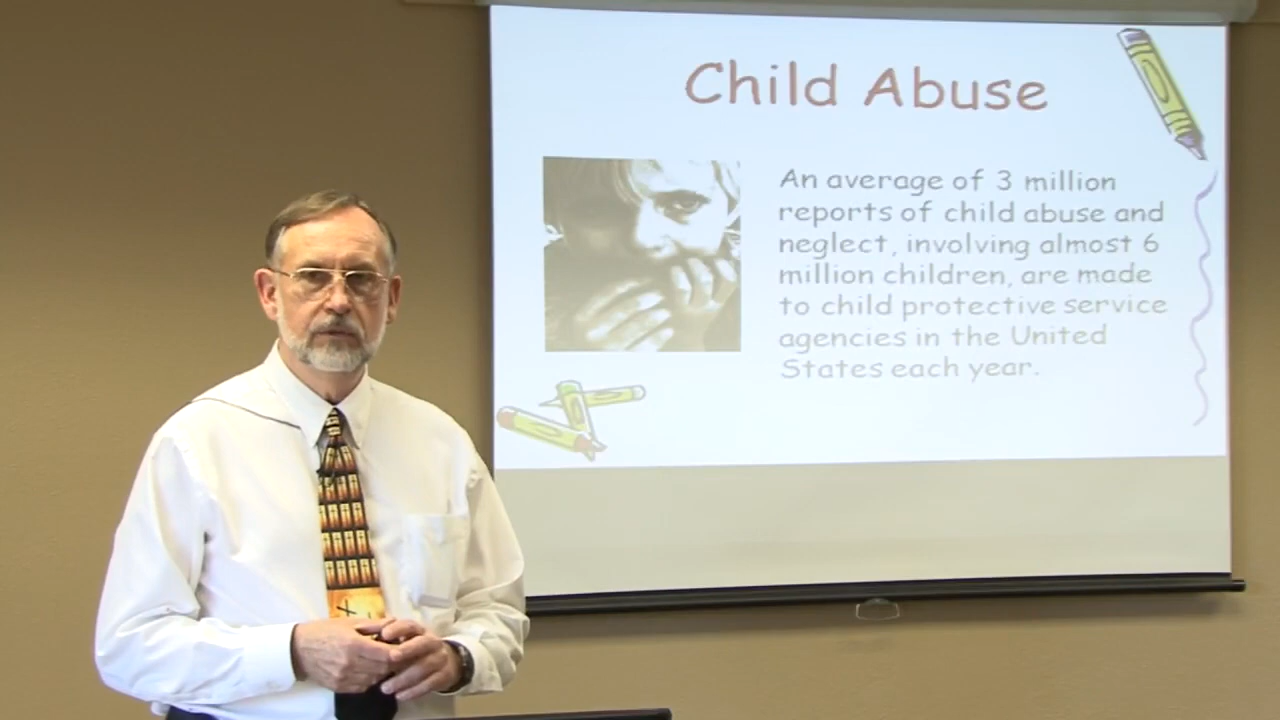 Child Abuse
An average of 3 million
reports of child abuse and
neglect, involving almost 6
million children, are made
to child protective service
agencies in the United
States each year.